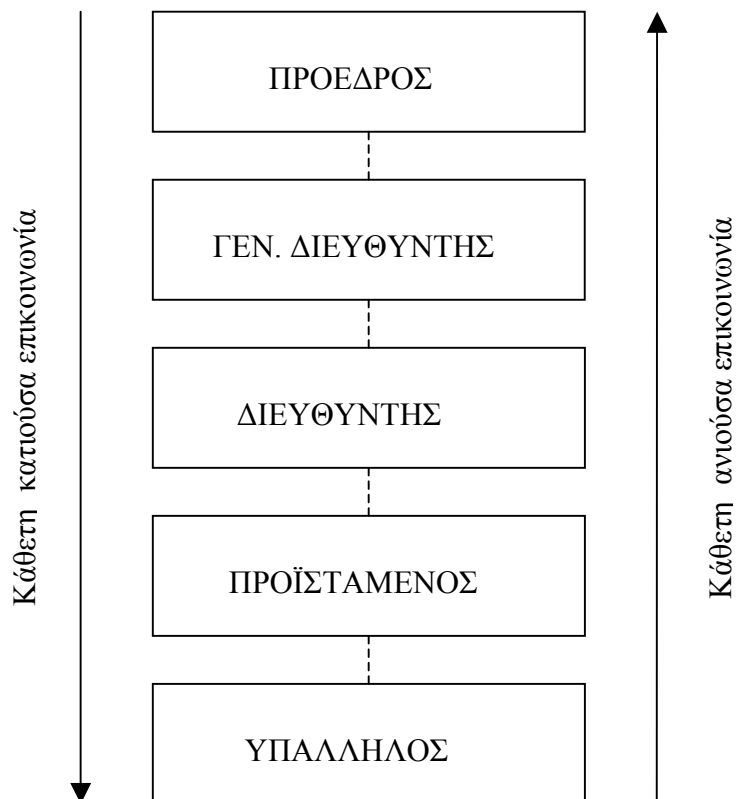 ΠΡΟΕΔΡΟΣ
ΓΕΝ. ΔΙΕΥΘΥΝΤΗΣ
ΔΙΕΥΘΥΝΤΗΣ
ΠΡΟΪΣΤΑΜΕΝΟΣ
ΥΠΑΛΛΗΛΟΣ
Κάθετη κατιούσα επικοινωνία
Κάθετη ανιούσα επικοινωνία